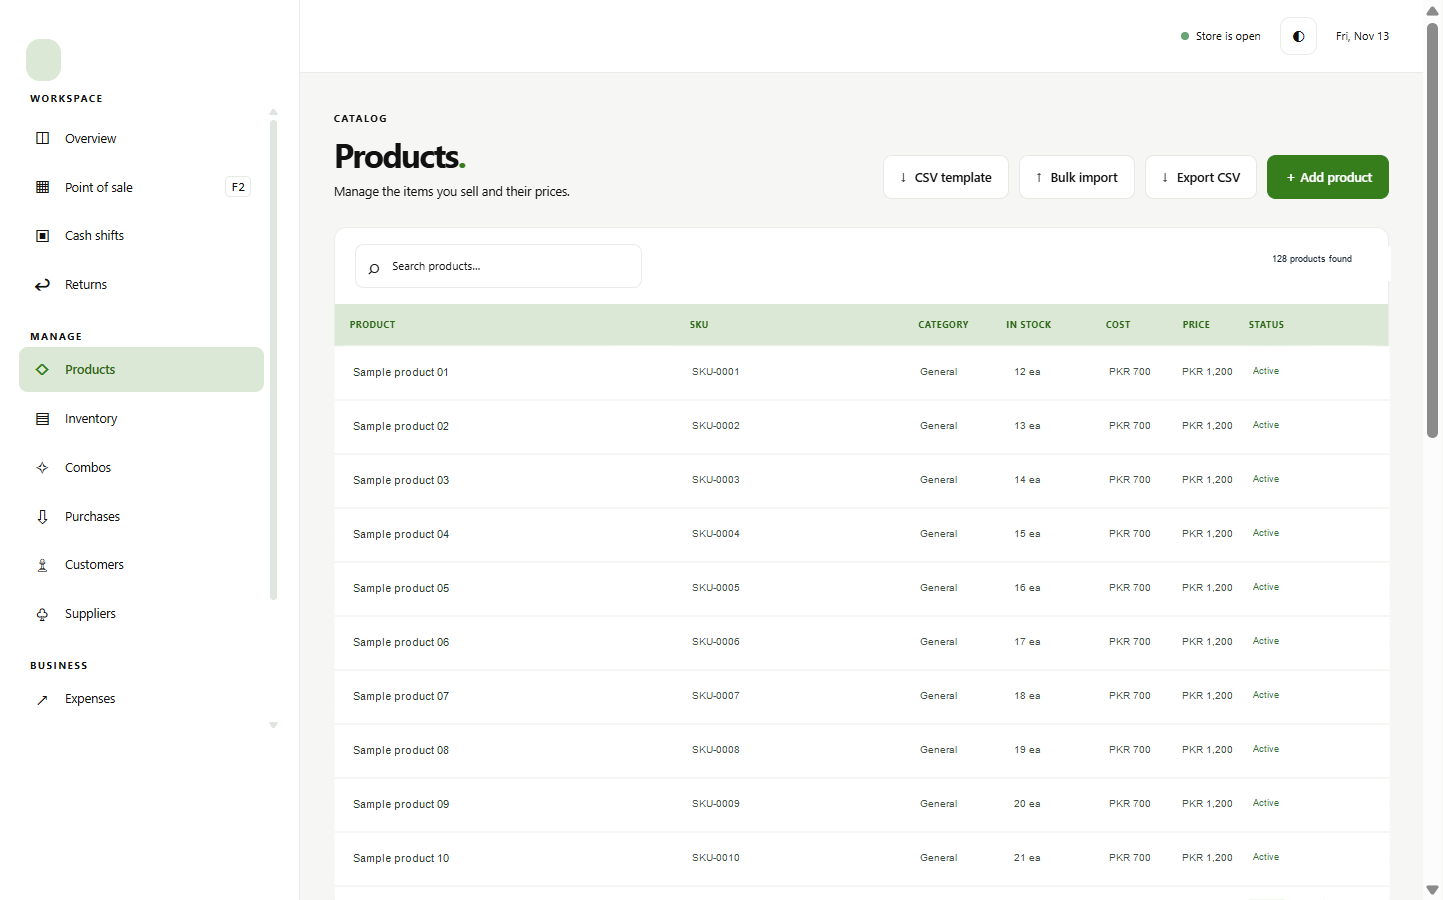 WORKSPACE
Overview
Point of sale F2
Cash shifts
Returns
MANAGE
Products
Inventory
Combos
Purchases
Customers
Suppliers
BUSINESS
Expenses
Store is open
Fri, Nov 13
CATALOG
Products.
Manage the items you sell and their prices.
↓ CSV template ↑ Bulk import ↓ Export CSV + Add product
Search products...
128 products found
PRODUCT SKU CATEGORY IN STOCK COST PRICE STATUS
Sample product 01 SKU-0001 General 12 ea PKR 700 PKR 1,200 Active
Sample product 02 SKU-0002 General 13 ea PKR 700 PKR 1,200 Active
Sample product 03 SKU-0003 General 14 ea PKR 700 PKR 1,200 Active
Sample product 04 SKU-0004 General 15 ea PKR 700 PKR 1,200 Active
Sample product 05 SKU-0005 General 16 ea PKR 700 PKR 1,200 Active
Sample product 06 SKU-0006 General 17 ea PKR 700 PKR 1,200 Active
Sample product 07 SKU-0007 General 18 ea PKR 700 PKR 1,200 Active
Sample product 08 SKU-0008 General 19 ea PKR 700 PKR 1,200 Active
Sample product 09 SKU-0009 General 20 ea PKR 700 PKR 1,200 Active
Sample product 10 SKU-0010 General 21 ea PKR 700 PKR 1,200 Active